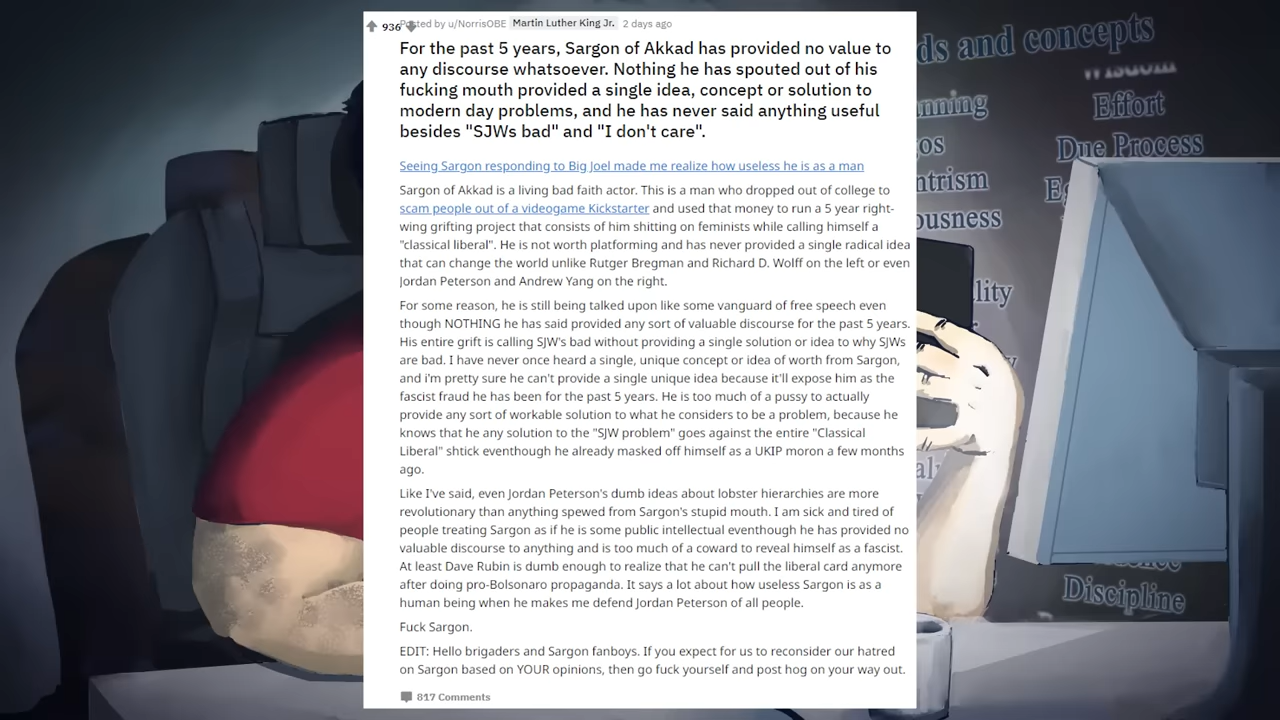 936
Posted by u/NorrisOBE Martin Luther King Jr. 2 days ago
For the past 5 years, Sargon of Akkad has provided no value to
any discourse whatsoever. Nothing he has spouted out of his
fucking mouth provided a single idea, concept or solution to
modern day problems, and he has never said anything useful
besides "SJWs bad" and "I don't care".
Seeing Sargon responding to Big Joel made me realize how useless he is as a man
Sargon of Akkad is a living bad faith actor. This is a man who dropped out of college to
scam people out of a videogame Kickstarter and used that money to run a 5 year right-
wing grifting project that consists of him shitting on feminists while calling himself a
"classical liberal". He is not worth platforming and has never provided a single radical idea
that can change the world unlike Rutger Bregman and Richard D. Wolff on the left or even
Jordan Peterson and Andrew Yang on the right.
For some reason, he is still being talked upon like some vanguard of free speech even
though NOTHING he has said provided any sort of valuable discourse for the past 5 years.
His entire grift is calling SJW's bad without providing a single solution or idea to why SJWs
are bad. I have never once heard a single, unique concept or idea of worth from Sargon,
and i'm pretty sure he can't provide a single unique idea because it'll expose him as the
fascist fraud he has been for the past 5 years. He is too much of a pussy to actually
provide any sort of workable solution to what he considers to be a problem, because he
knows that he any solution to the "SJW problem" goes against the entire "Classical
Liberal" shtick eventhough he already masked off himself as a UKIP moron a few months
ago.
Like I've said, even Jordan Peterson's dumb ideas about lobster hierarchies are more
revolutionary than anything spewed from Sargon's stupid mouth. I am sick and tired of
people treating Sargon as if he is some public intellectual eventhough he has provided no
valuable discourse to anything and is too much of a coward to reveal himself as a fascist.
At least Dave Rubin is dumb enough to realize that he can't pull the liberal card anymore
after doing pro-Bolsonaro propaganda. It says a lot about how useless Sargon is as a
human being when he makes me defend Jordan Peterson of all people.
Fuck Sargon.
EDIT: Hello brigaders and Sargon fanboys. If you expect for us to reconsider our hatred
on Sargon based on YOUR opinions, then go fuck yourself and post hog on your way out.
817 Comments
and concepts
Wisdom
Effort
Due Process
Discipline